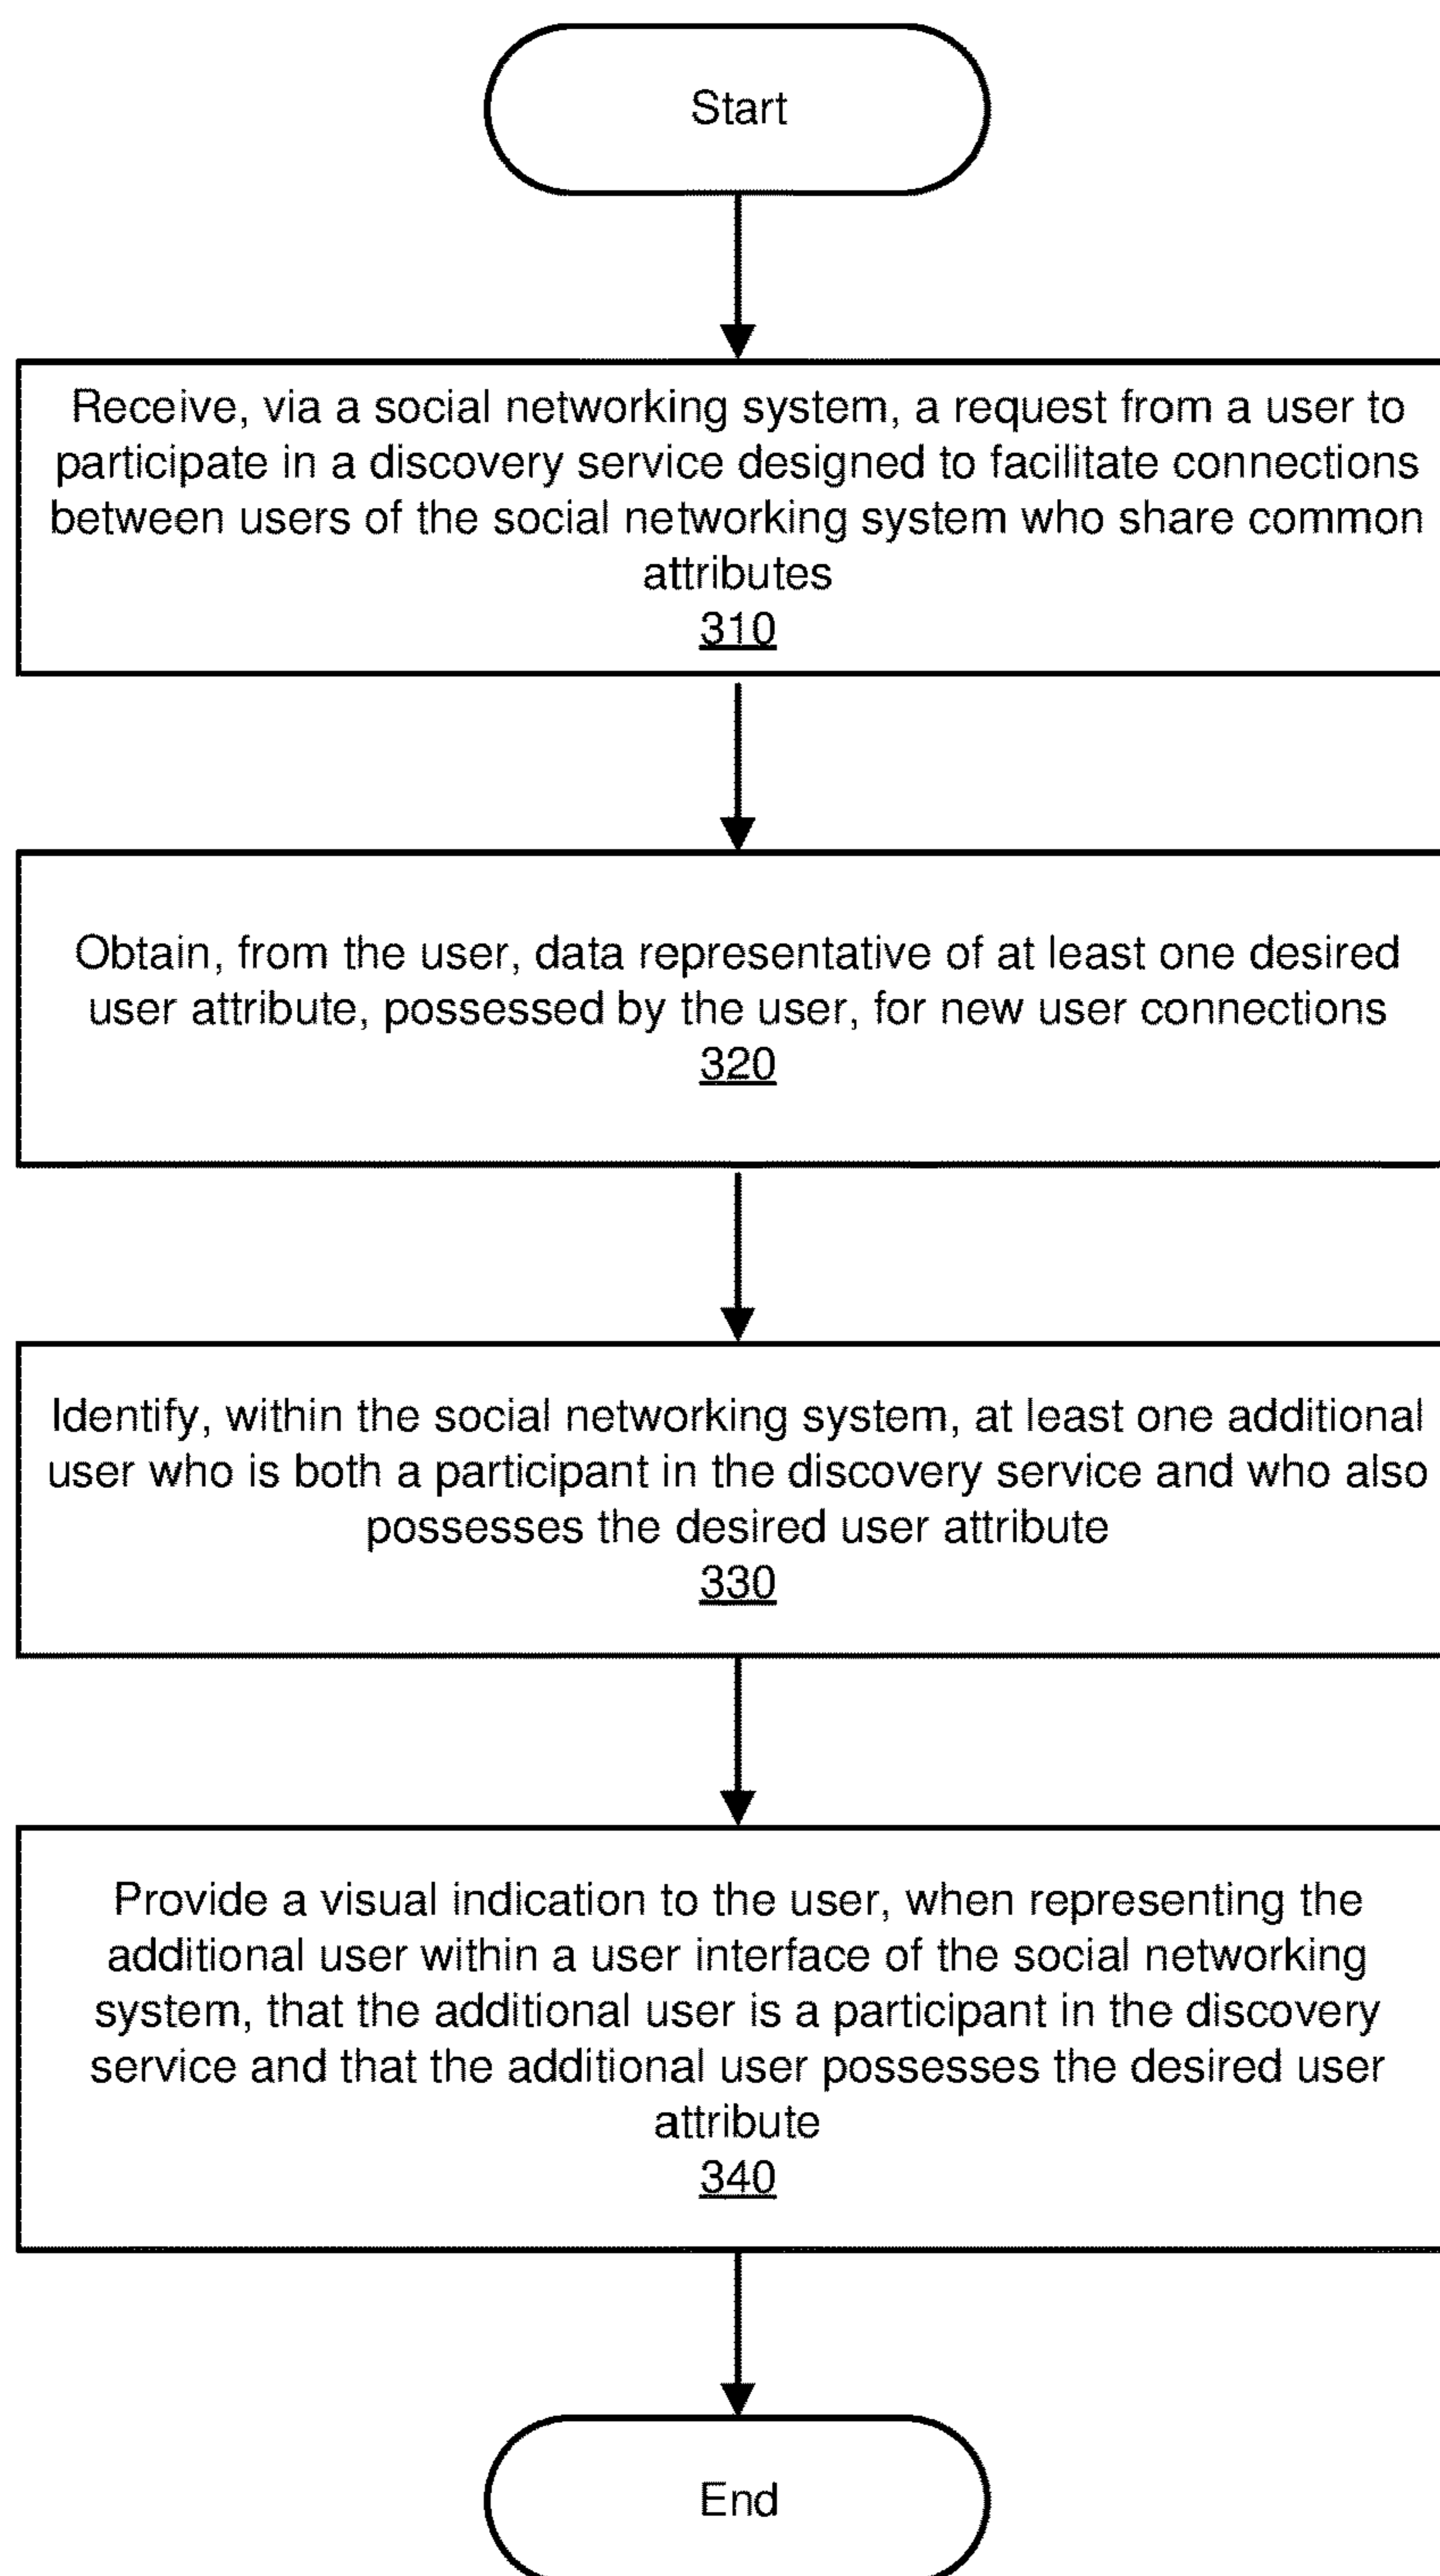 Start
Receive, via a social networking system, a request from a user to
participate in a discovery service designed to facilitate connections
between users of the social networking system who share common
attributes
310
Obtain, from the user, data representative of at least one desired
user attribute, possessed by the user, for new user connections
320
Identify, within the social networking system, at least one additional
user who is both a participant in the discovery service and who also
possesses the desired user attribute
330
Provide a visual indication to the user, when representing the
additional user within a user interface of the social networking
system, that the additional user is a participant in the discovery
service and that the additional user possesses the desired user
attribute
340
End